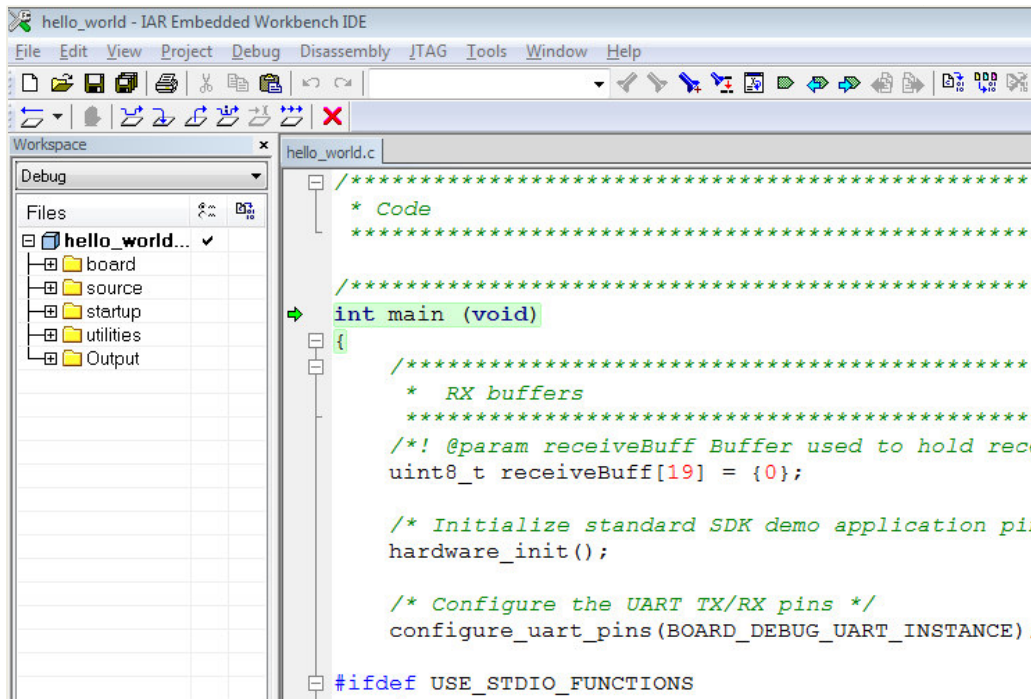 hello_world - IAR Embedded Workbench IDE
File Edit View Project Debug Disassembly JTAG Tools Window Help
Workspace
Debug
Files
hello_world...
board
source
startup
utilities
Output
hello_world.c
/*************************************************
* Code
*************************************************
/*************************************************
int main (void)
{
/*********************************************
* RX buffers
*********************************************
/*! @param receiveBuff Buffer used to hold rece
uint8_t receiveBuff[19] = {0};
/* Initialize standard SDK demo application pi
hardware_init();
/* Configure the UART TX/RX pins */
configure_uart_pins(BOARD_DEBUG_UART_INSTANCE)
#ifdef USE_STDIO_FUNCTIONS